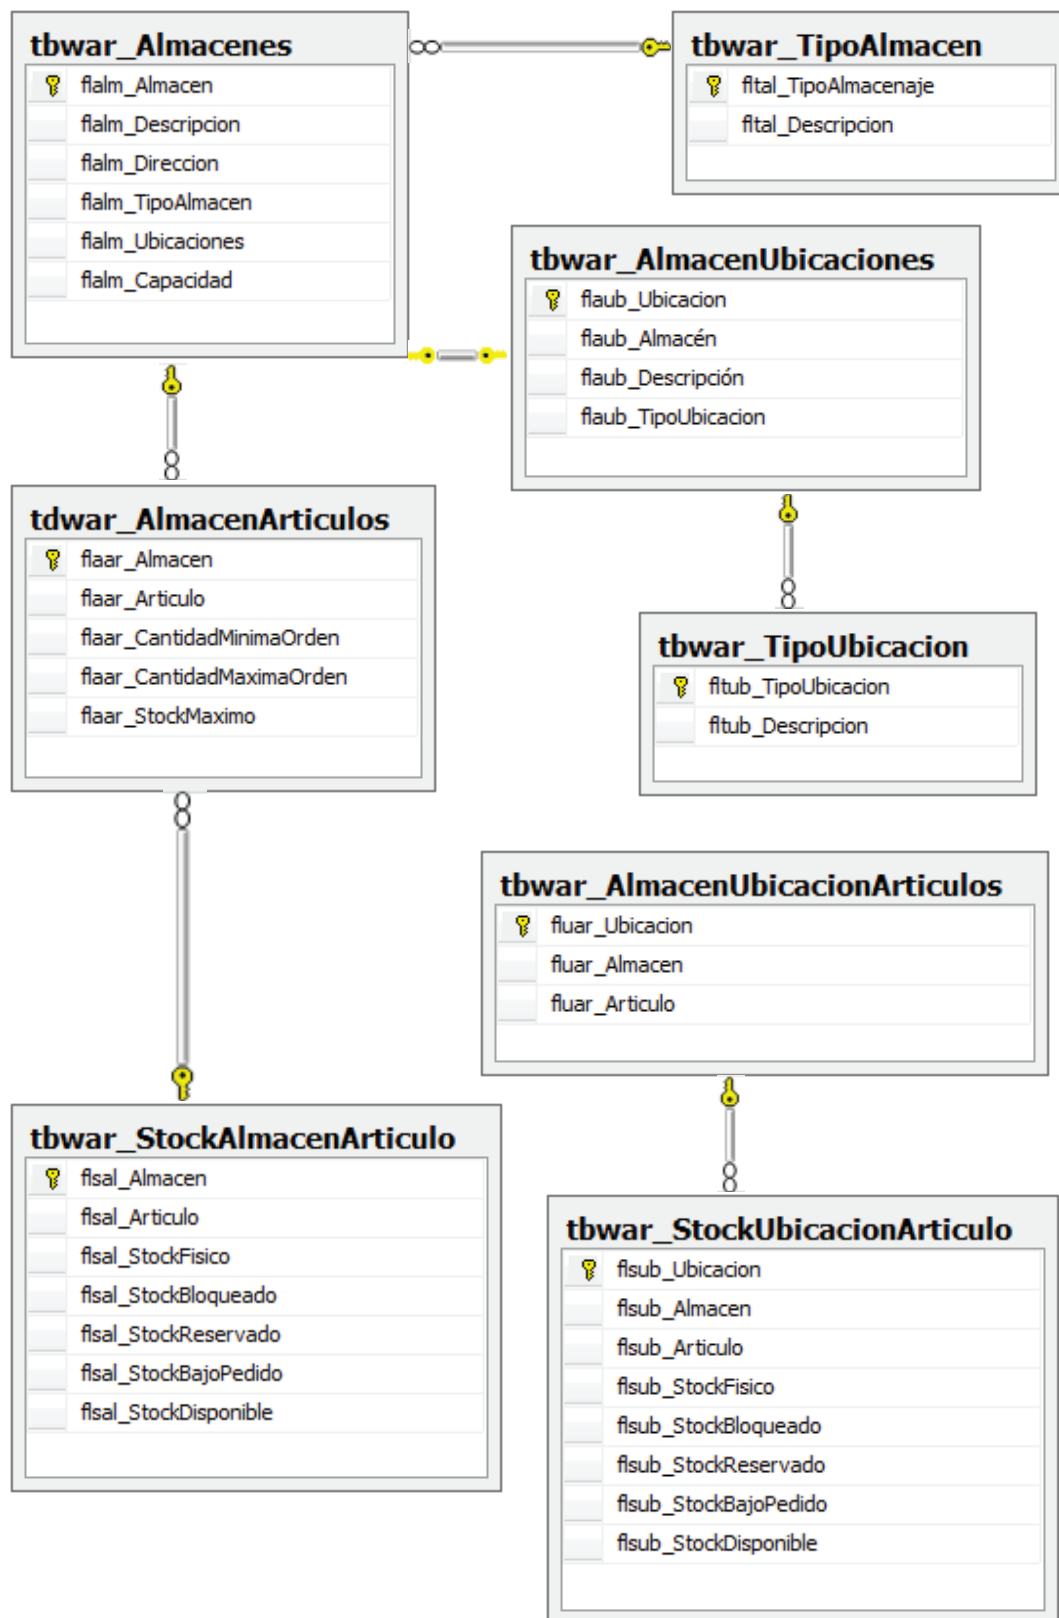 tbwar_Almacenes
flalm_Almacen
flalm_Descripcion
flalm_Direccion
flalm_TipoAlmacen
flalm_Ubicaciones
flalm_Capacidad
tbwar_TipoAlmacen
fltal_TipoAlmacenaje
fltal_Descripcion
tbwar_AlmacenUbicaciones
flaub_Ubicacion
flaub_Almacén
flaub_Descripción
flaub_TipoUbicacion
tdwar_AlmacenArticulos
flaar_Almacen
flaar_Articulo
flaar_CantidadMinimaOrden
flaar_CantidadMaximaOrden
flaar_StockMaximo
tbwar_TipoUbicacion
fltub_TipoUbicacion
fltub_Descripcion
tbwar_AlmacenUbicacionArticulos
fluar_Ubicacion
fluar_Almacen
fluar_Articulo
tbwar_StockAlmacenArticulo
flsal_Almacen
flsal_Articulo
flsal_StockFisico
flsal_StockBloqueado
flsal_StockReservado
flsal_StockBajoPedido
flsal_StockDisponible
tbwar_StockUbicacionArticulo
flsub_Ubicacion
flsub_Almacen
flsub_Articulo
flsub_StockFisico
flsub_StockBloqueado
flsub_StockReservado
flsub_StockBajoPedido
flsub_StockDisponible